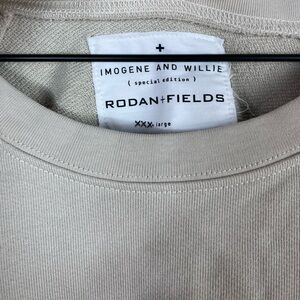 +
IMOGENE AND WILLIE
( special edition )
RODAN+FIELDS
XXX-large